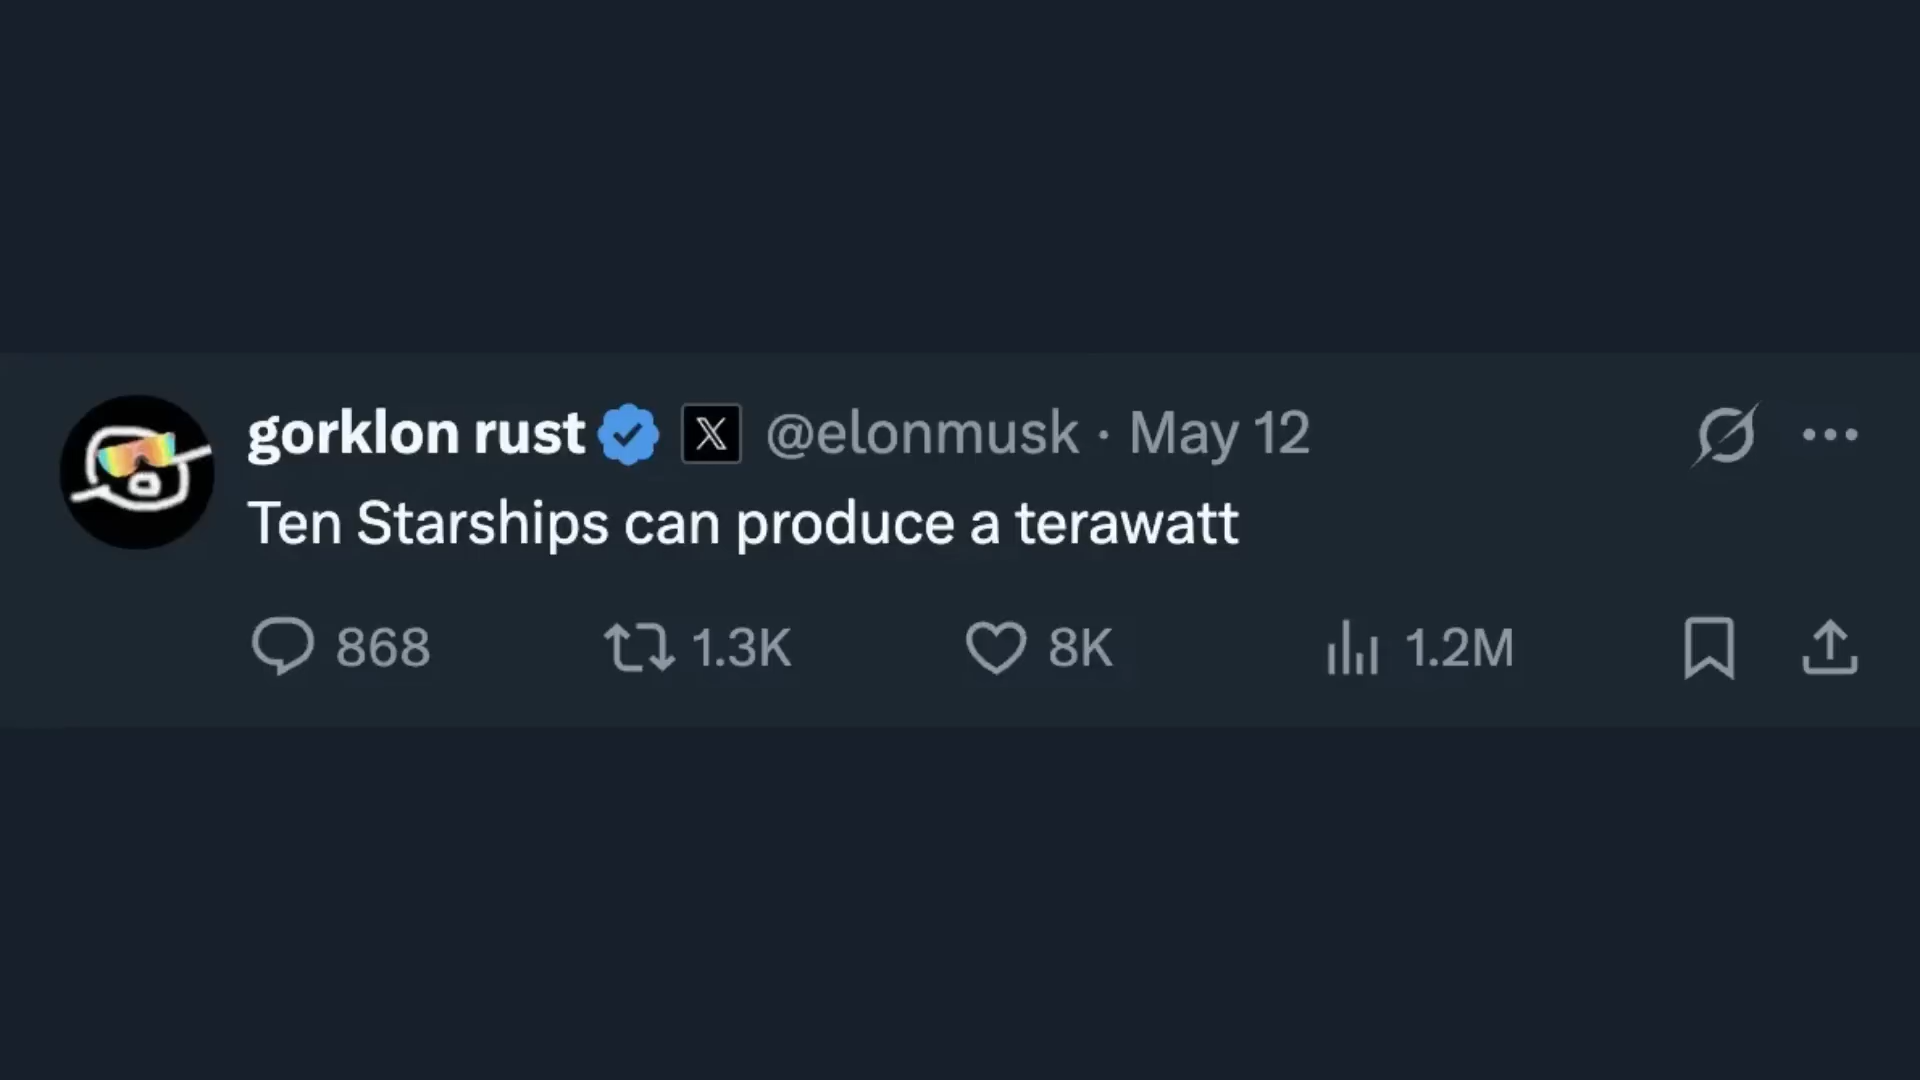 gorklon rust @elonmusk · May 12
Ten Starships can produce a terawatt
868 1.3K 8K 1.2M